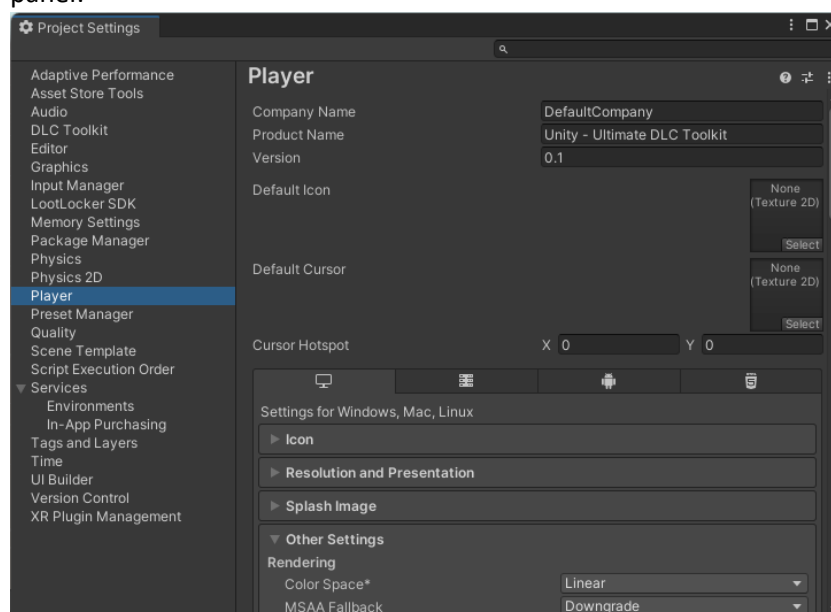 panel.
Project Settings
Adaptive Performance
Asset Store Tools
Audio
DLC Toolkit
Editor
Graphics
Input Manager
LootLocker SDK
Memory Settings
Package Manager
Physics
Physics 2D
Player
Preset Manager
Quality
Scene Template
Script Execution Order
Services
Environments
In-App Purchasing
Tags and Layers
Time
UI Builder
Version Control
XR Plugin Management
Player
Company Name DefaultCompany
Product Name Unity - Ultimate DLC Toolkit
Version 0.1
Default Icon
None
(Texture 2D)
Select
Default Cursor
None
(Texture 2D)
Select
Cursor Hotspot X 0 Y 0
Settings for Windows, Mac, Linux
Icon
Resolution and Presentation
Splash Image
Other Settings
Rendering
Color Space* Linear
MSAA Fallback Downgrade